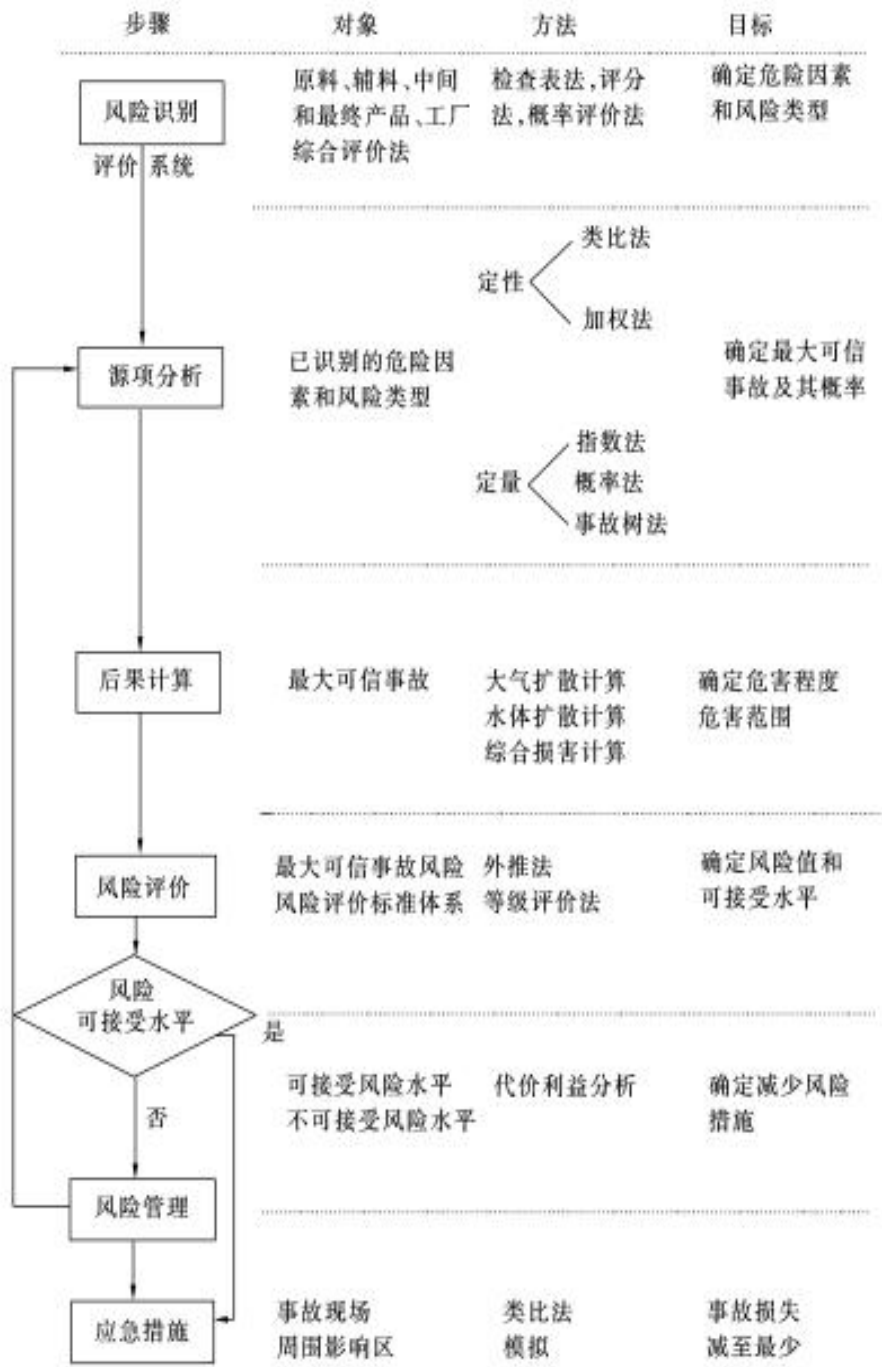 步骤 对象 方法 目标
风险识别
原料、辅料、中间
和最终产品、工厂
综合评价法
检查表法,评分
法,概率评价法
确定危险因素
和风险类型
评价 系统
源项分析
已识别的危险因
素和风险类型
定性
类比法
加权法
定量
指数法
概率法
事故树法
确定最大可信
事故及其概率
后果计算
最大可信事故
大气扩散计算
水体扩散计算
综合损害计算
确定危害程度
危害范围
风险评价
最大可信事故风险
风险评价标准体系
外推法
等级评价法
确定风险值和
可接受水平
风险
可接受水平
是
否
可接受风险水平
不可接受风险水平
代价利益分析
确定减少风险
措施
风险管理
应急措施
事故现场
周围影响区
类比法
模拟
事故损失
减至最少